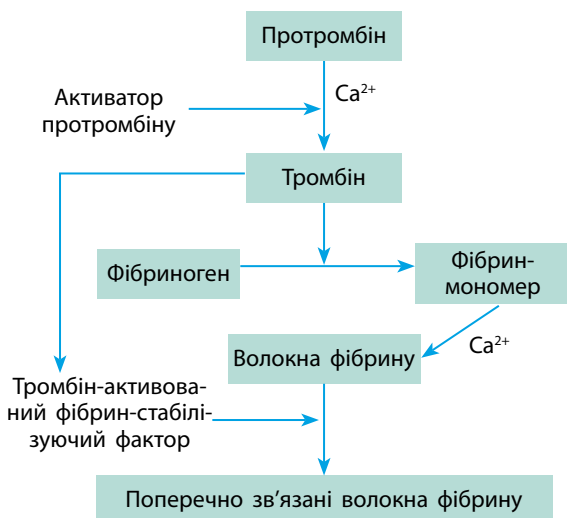 Протромбін
Активатор
протромбіну
Ca²⁺
Тромбін
Фібриноген
Фібрин-
мономер
Ca²⁺
Волокна фібрину
Тромбін-активова-
ний фібрин-стабілі-
зуючий фактор
Поперечно зв'язані волокна фібрину